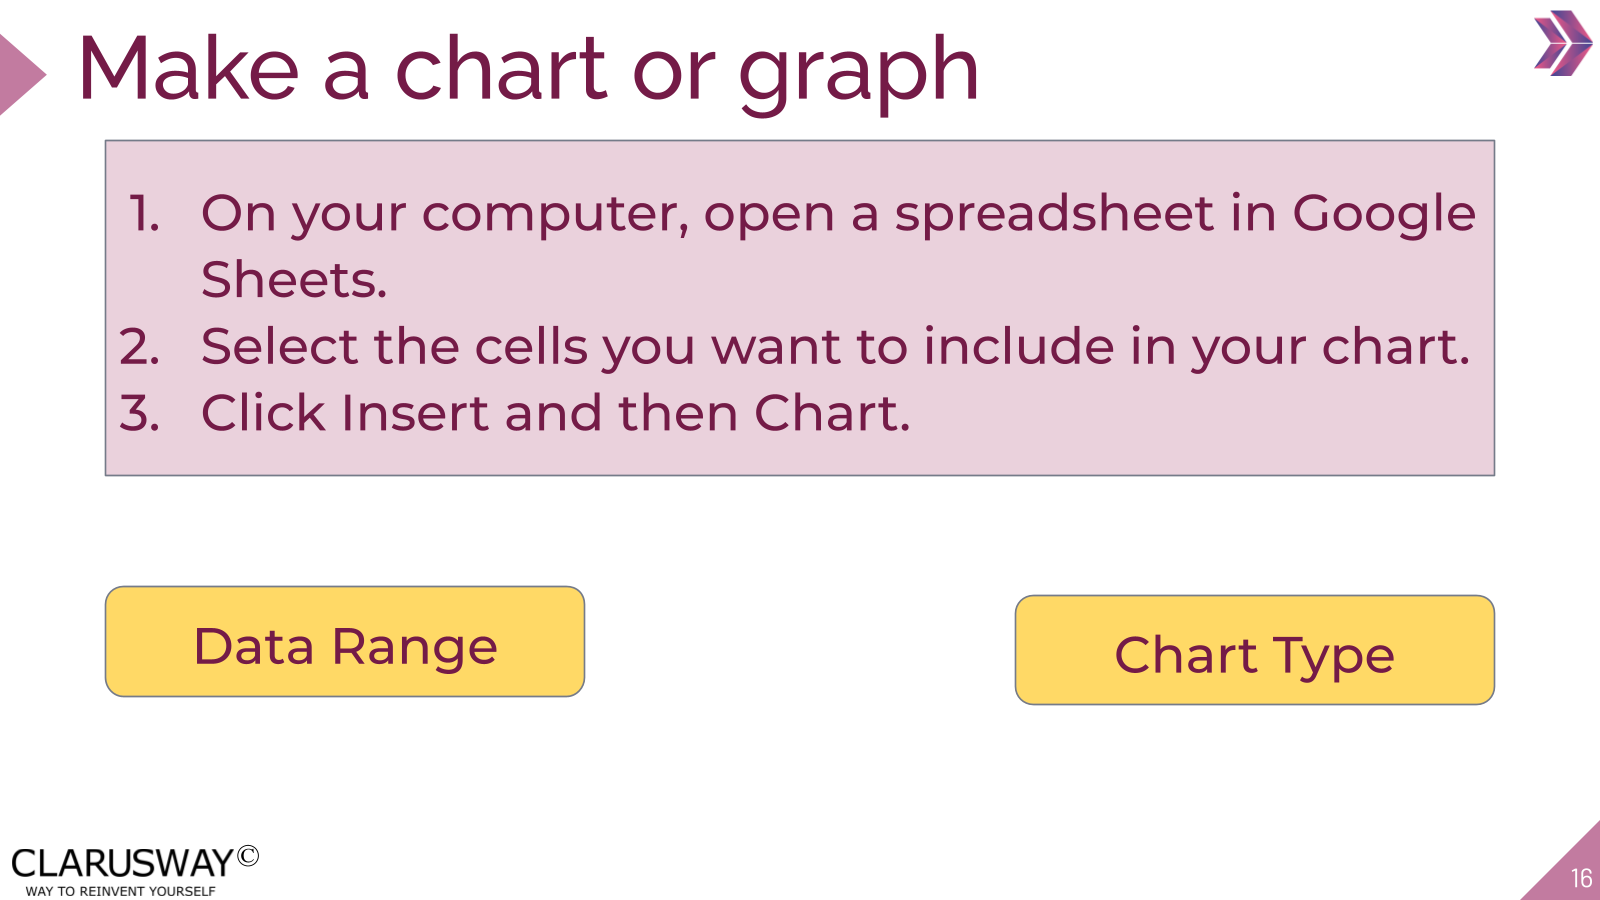 Make a chart or graph
1. On your computer, open a spreadsheet in Google
Sheets.
2. Select the cells you want to include in your chart.
3. Click Insert and then Chart.
Data Range
Chart Type
CLARUSWAY©
WAY TO REINVENT YOURSELF
16